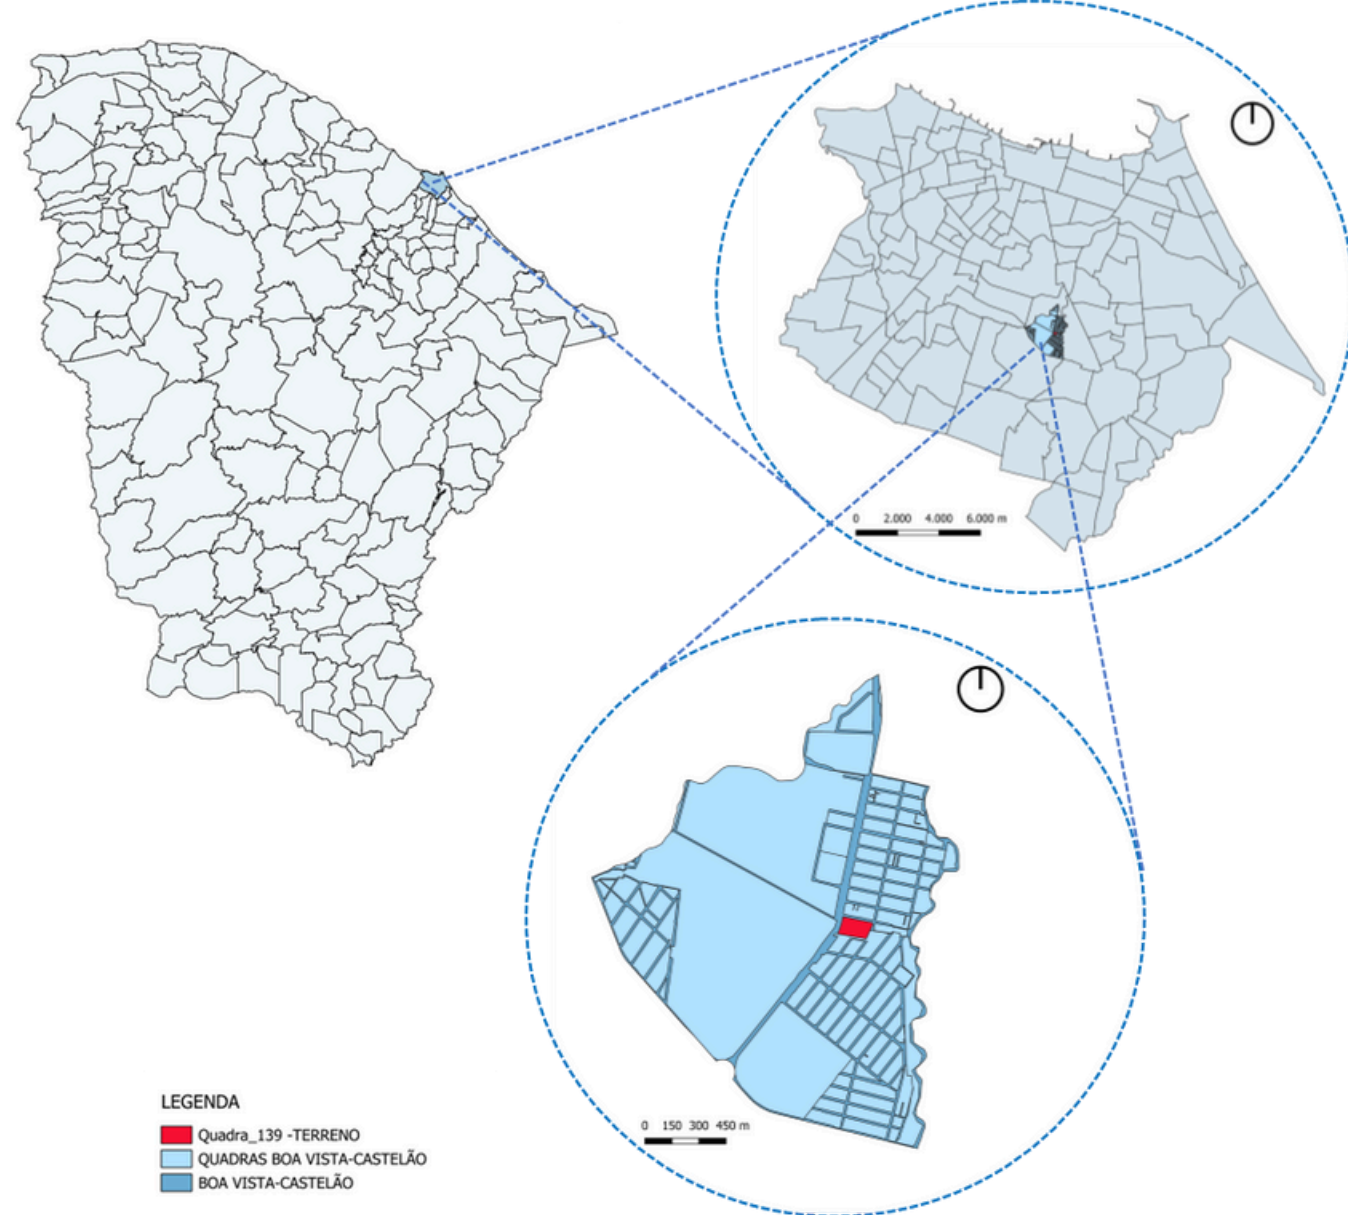 0 2.000 4.000 6.000 m
0 150 300 450 m
LEGENDA
Quadra_139 -TERRENO
QUADRAS BOA VISTA-CASTELÃO
BOA VISTA-CASTELÃO